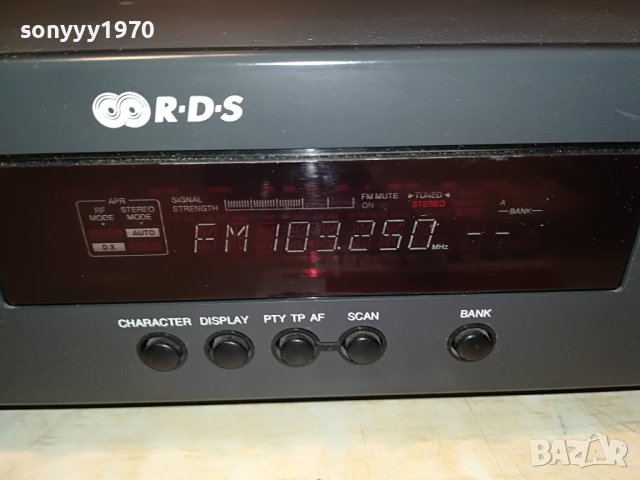 sonyyy1970
R·D·S
APR
RF MODE
STEREO MODE
AUTO
DX
SIGNAL STRENGTH
FM MUTE
ON
TUNED
STEREO
A
BANK
FM 103.250 MHz --
CHARACTER DISPLAY PTY TP AF SCAN BANK
BAZAR